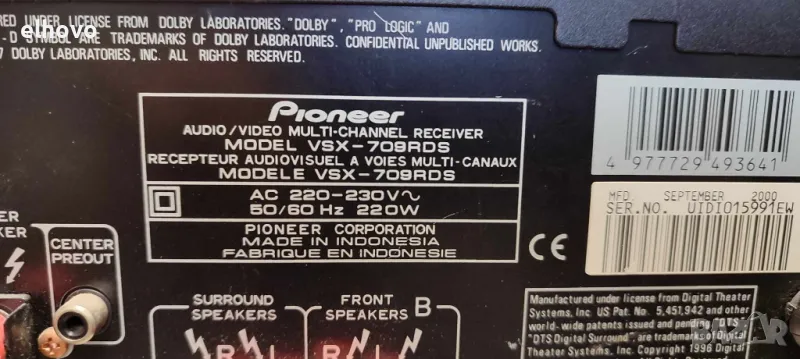 elhovo
URED UNDER LICENSE FROM DOLBY LABORATORIES. "DOLBY", "PRO LOGIC" AND
-D SYMBOL ARE TRADEMARKS OF DOLBY LABORATORIES. CONFIDENTIAL UNPUBLISHED WORKS.
7 DOLBY LABORATORIES, INC. ALL RIGHTS RESERVED.
Pioneer
AUDIO/VIDEO MULTI-CHANNEL RECEIVER
MODEL VSX-709RDS
RECEPTEUR AUDIOVISUEL A VOIES MULTI-CANAUX
MODELE VSX-709RDS
AC 220-230V~
50/60 Hz 220W
PIONEER CORPORATION
MADE IN INDONESIA
FABRIQUE EN INDONESIE
CE
4 977729 493641
MFD. SEPTEMBER 2000
SER.NO. UIDI015991EW
ER
KER
CENTER
PREOUT
SURROUND
SPEAKERS
R L
FRONT
SPEAKERS B
R L
Manufactured under license from Digital Theater
Systems, Inc. US Pat. No. 5,451,942 and other
world-wide patents issued and pending. "DTS
"DTS Digital Surround", are trademarks of Digital
Theater Systems, Inc. Copyright 1996 Digital